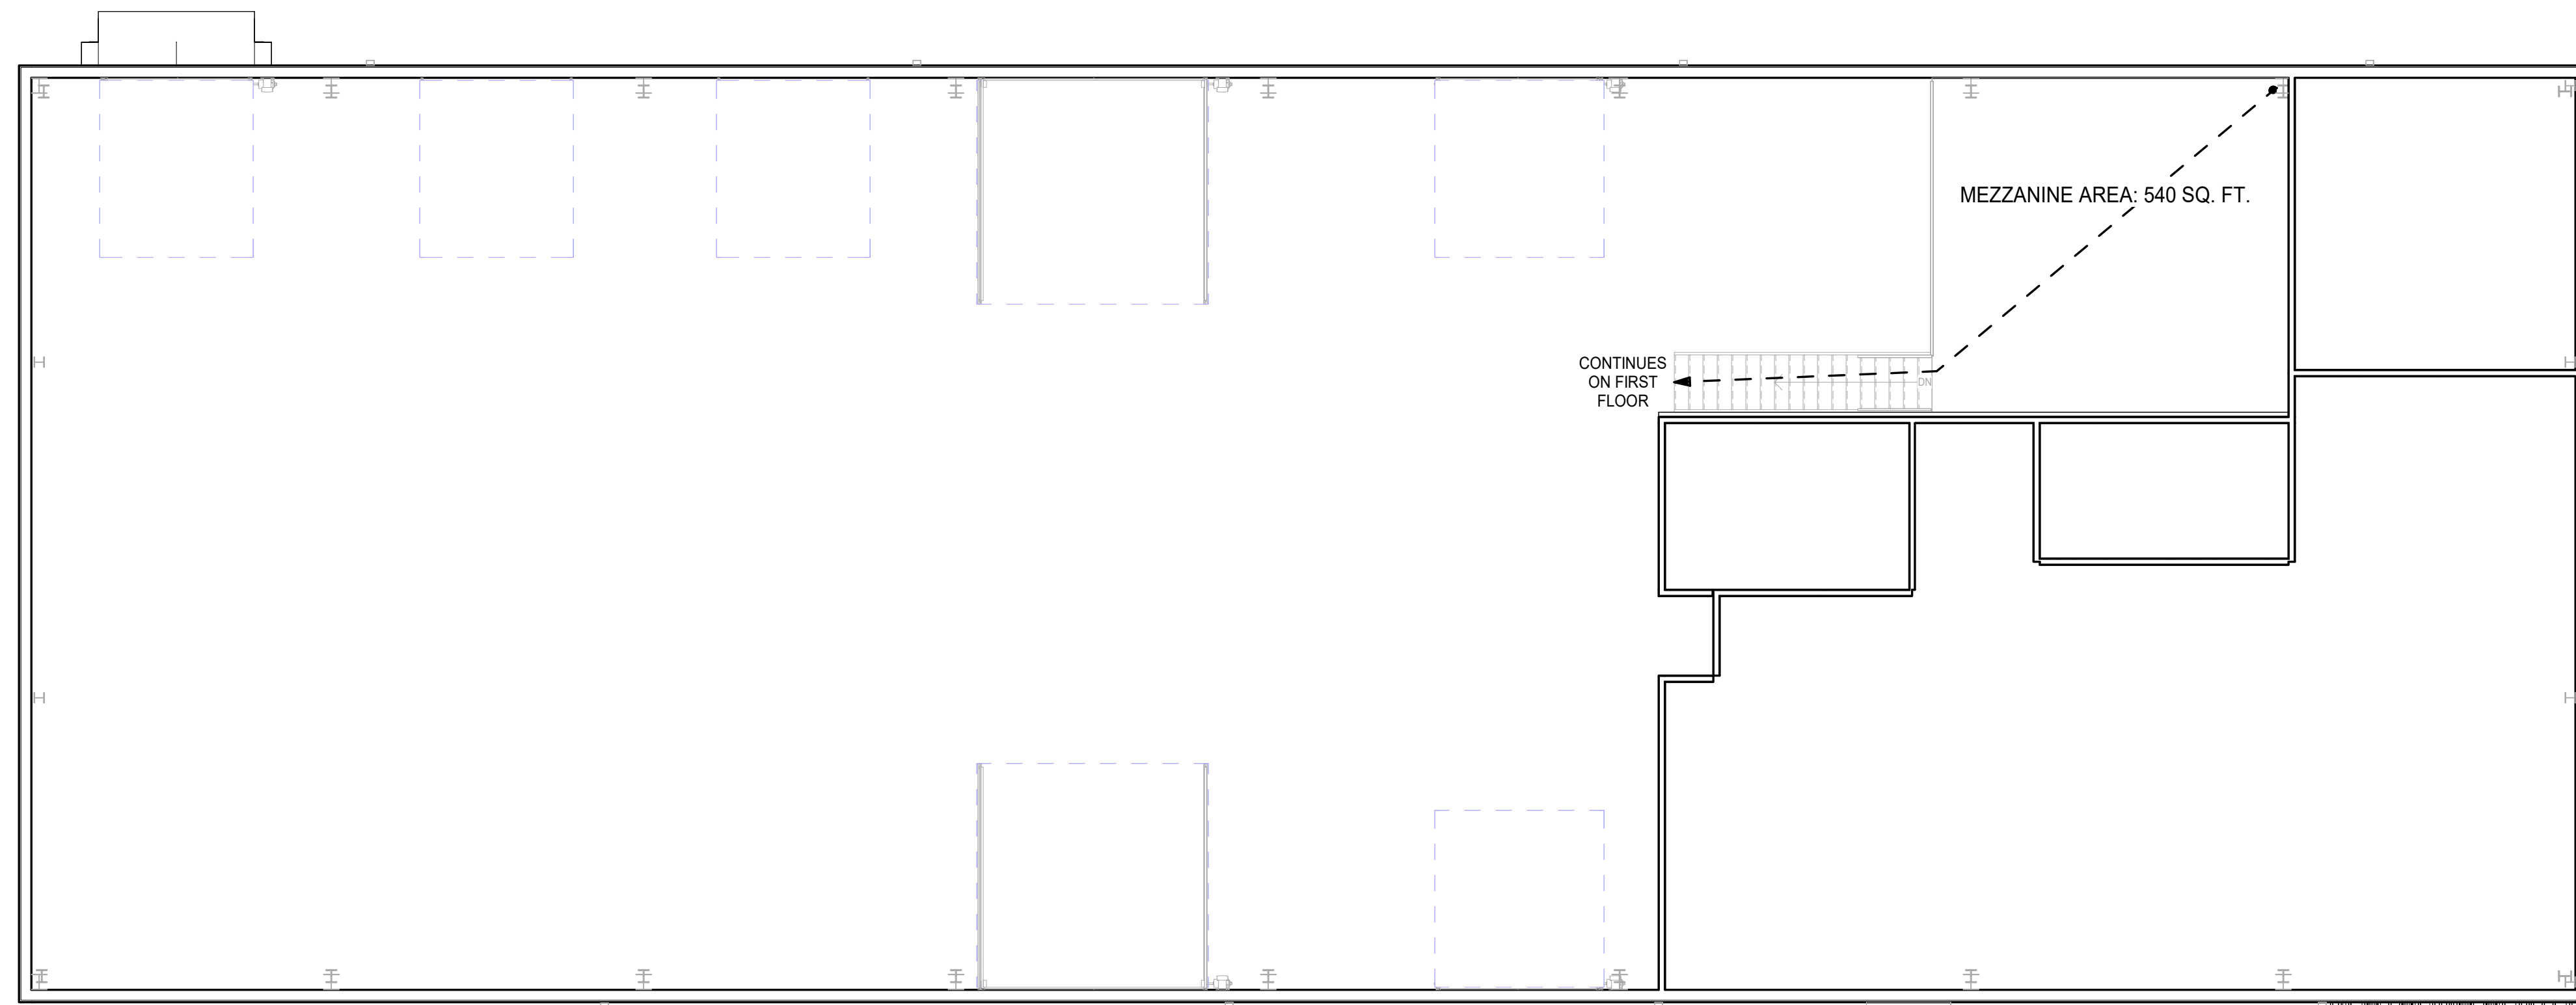 MEZZANINE AREA: 540 SQ. FT.
CONTINUES
ON FIRST
FLOOR
DN